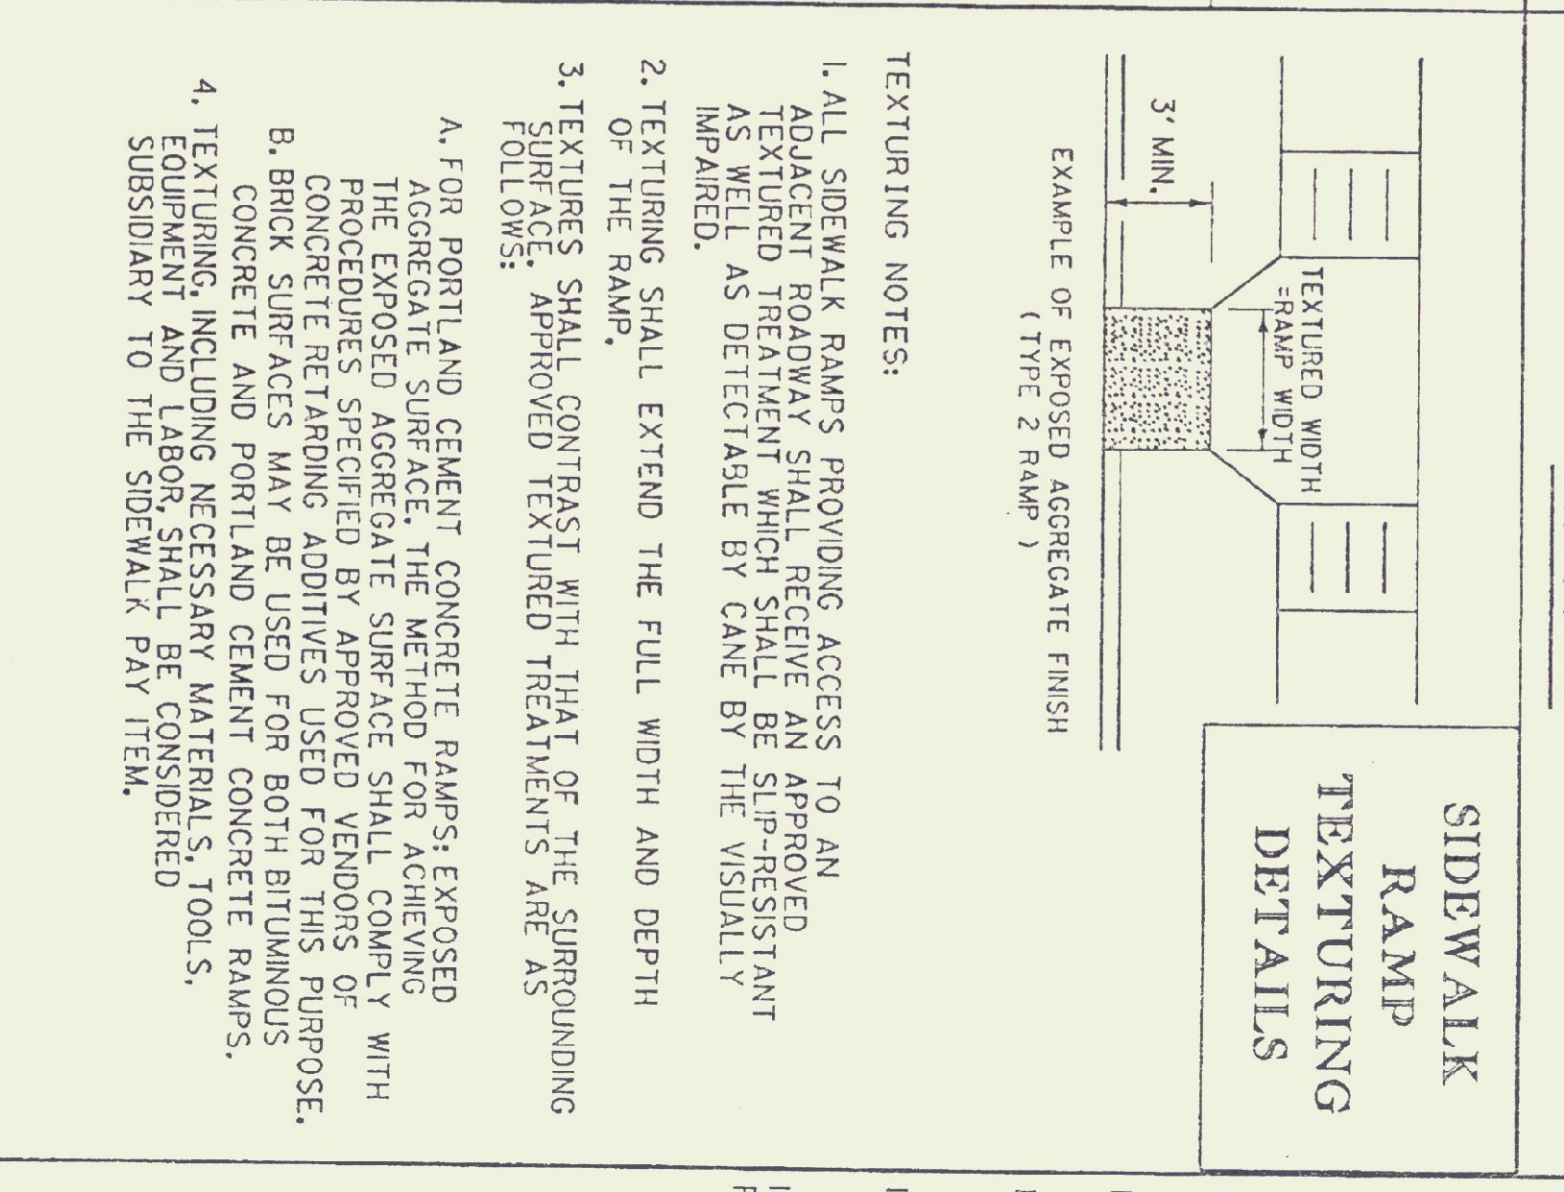 SIDEWALK
RAMP
TEXTURING
DETAILS
TEXTURED WIDTH
=RAMP WIDTH
3' MIN.
EXAMPLE OF EXPOSED AGGREGATE FINISH
( TYPE 2 RAMP )
TEXTURING NOTES:
1. ALL SIDEWALK RAMPS PROVIDING ACCESS TO AN
ADJACENT ROADWAY SHALL RECEIVE AN APPROVED
TEXTURED TREATMENT WHICH SHALL BE SLIP-RESISTANT
AS WELL AS DETECTABLE BY CANE BY THE VISUALLY
IMPAIRED.
2. TEXTURING SHALL EXTEND THE FULL WIDTH AND DEPTH
OF THE RAMP.
3. TEXTURES SHALL CONTRAST WITH THAT OF THE SURROUNDING
SURFACE. APPROVED TEXTURED TREATMENTS ARE AS
FOLLOWS:
A. FOR PORTLAND CEMENT CONCRETE RAMPS: EXPOSED
AGGREGATE SURFACE. THE METHOD FOR ACHIEVING
THE EXPOSED AGGREGATE SURFACE SHALL COMPLY WITH
PROCEDURES SPECIFIED BY APPROVED VENDORS OF
CONCRETE RETARDING ADDITIVES USED FOR THIS PURPOSE.
B. BRICK SURFACES MAY BE USED FOR BOTH BITUMINOUS
CONCRETE AND PORTLAND CEMENT CONCRETE RAMPS.
4. TEXTURING, INCLUDING NECESSARY MATERIALS, TOOLS,
EQUIPMENT AND LABOR, SHALL BE CONSIDERED
SUBSIDIARY TO THE SIDEWALK PAY ITEM.